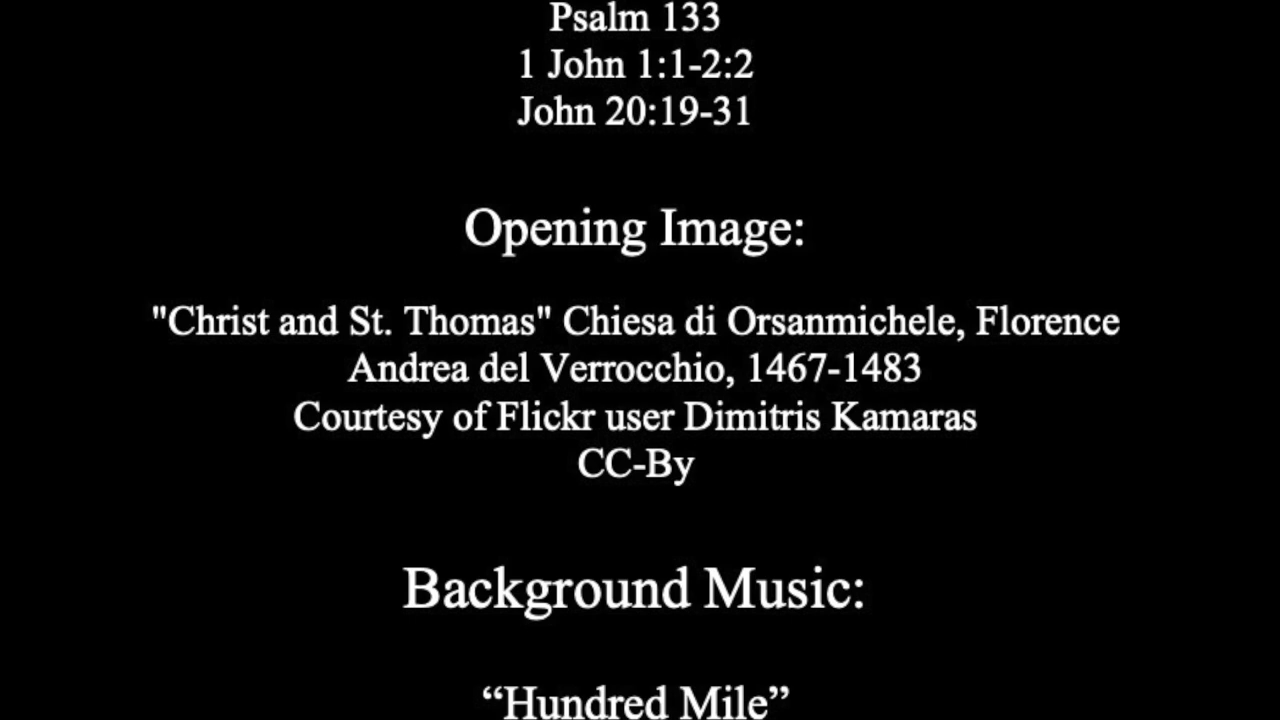 Psalm 133
1 John 1:1-2:2
John 20:19-31
Opening Image:
"Christ and St. Thomas" Chiesa di Orsanmichele, Florence
Andrea del Verrocchio, 1467-1483
Courtesy of Flickr user Dimitris Kamaras
CC-By
Background Music:
“Hundred Mile”